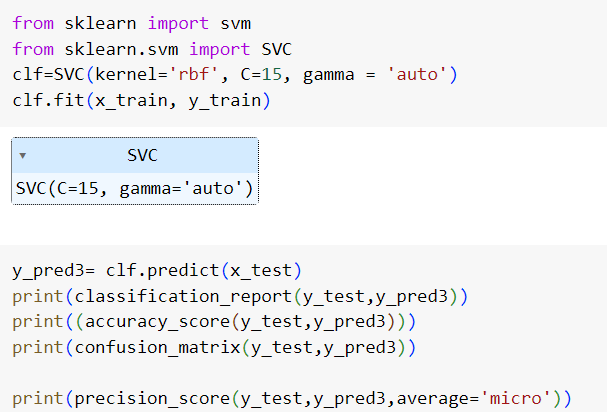 from sklearn import svm
from sklearn.svm import SVC
clf=SVC(kernel='rbf', C=15, gamma = 'auto')
clf.fit(x_train, y_train)
▾ SVC
SVC(C=15, gamma='auto')
y_pred3= clf.predict(x_test)
print(classification_report(y_test,y_pred3))
print((accuracy_score(y_test,y_pred3)))
print(confusion_matrix(y_test,y_pred3))
print(precision_score(y_test,y_pred3,average='micro'))